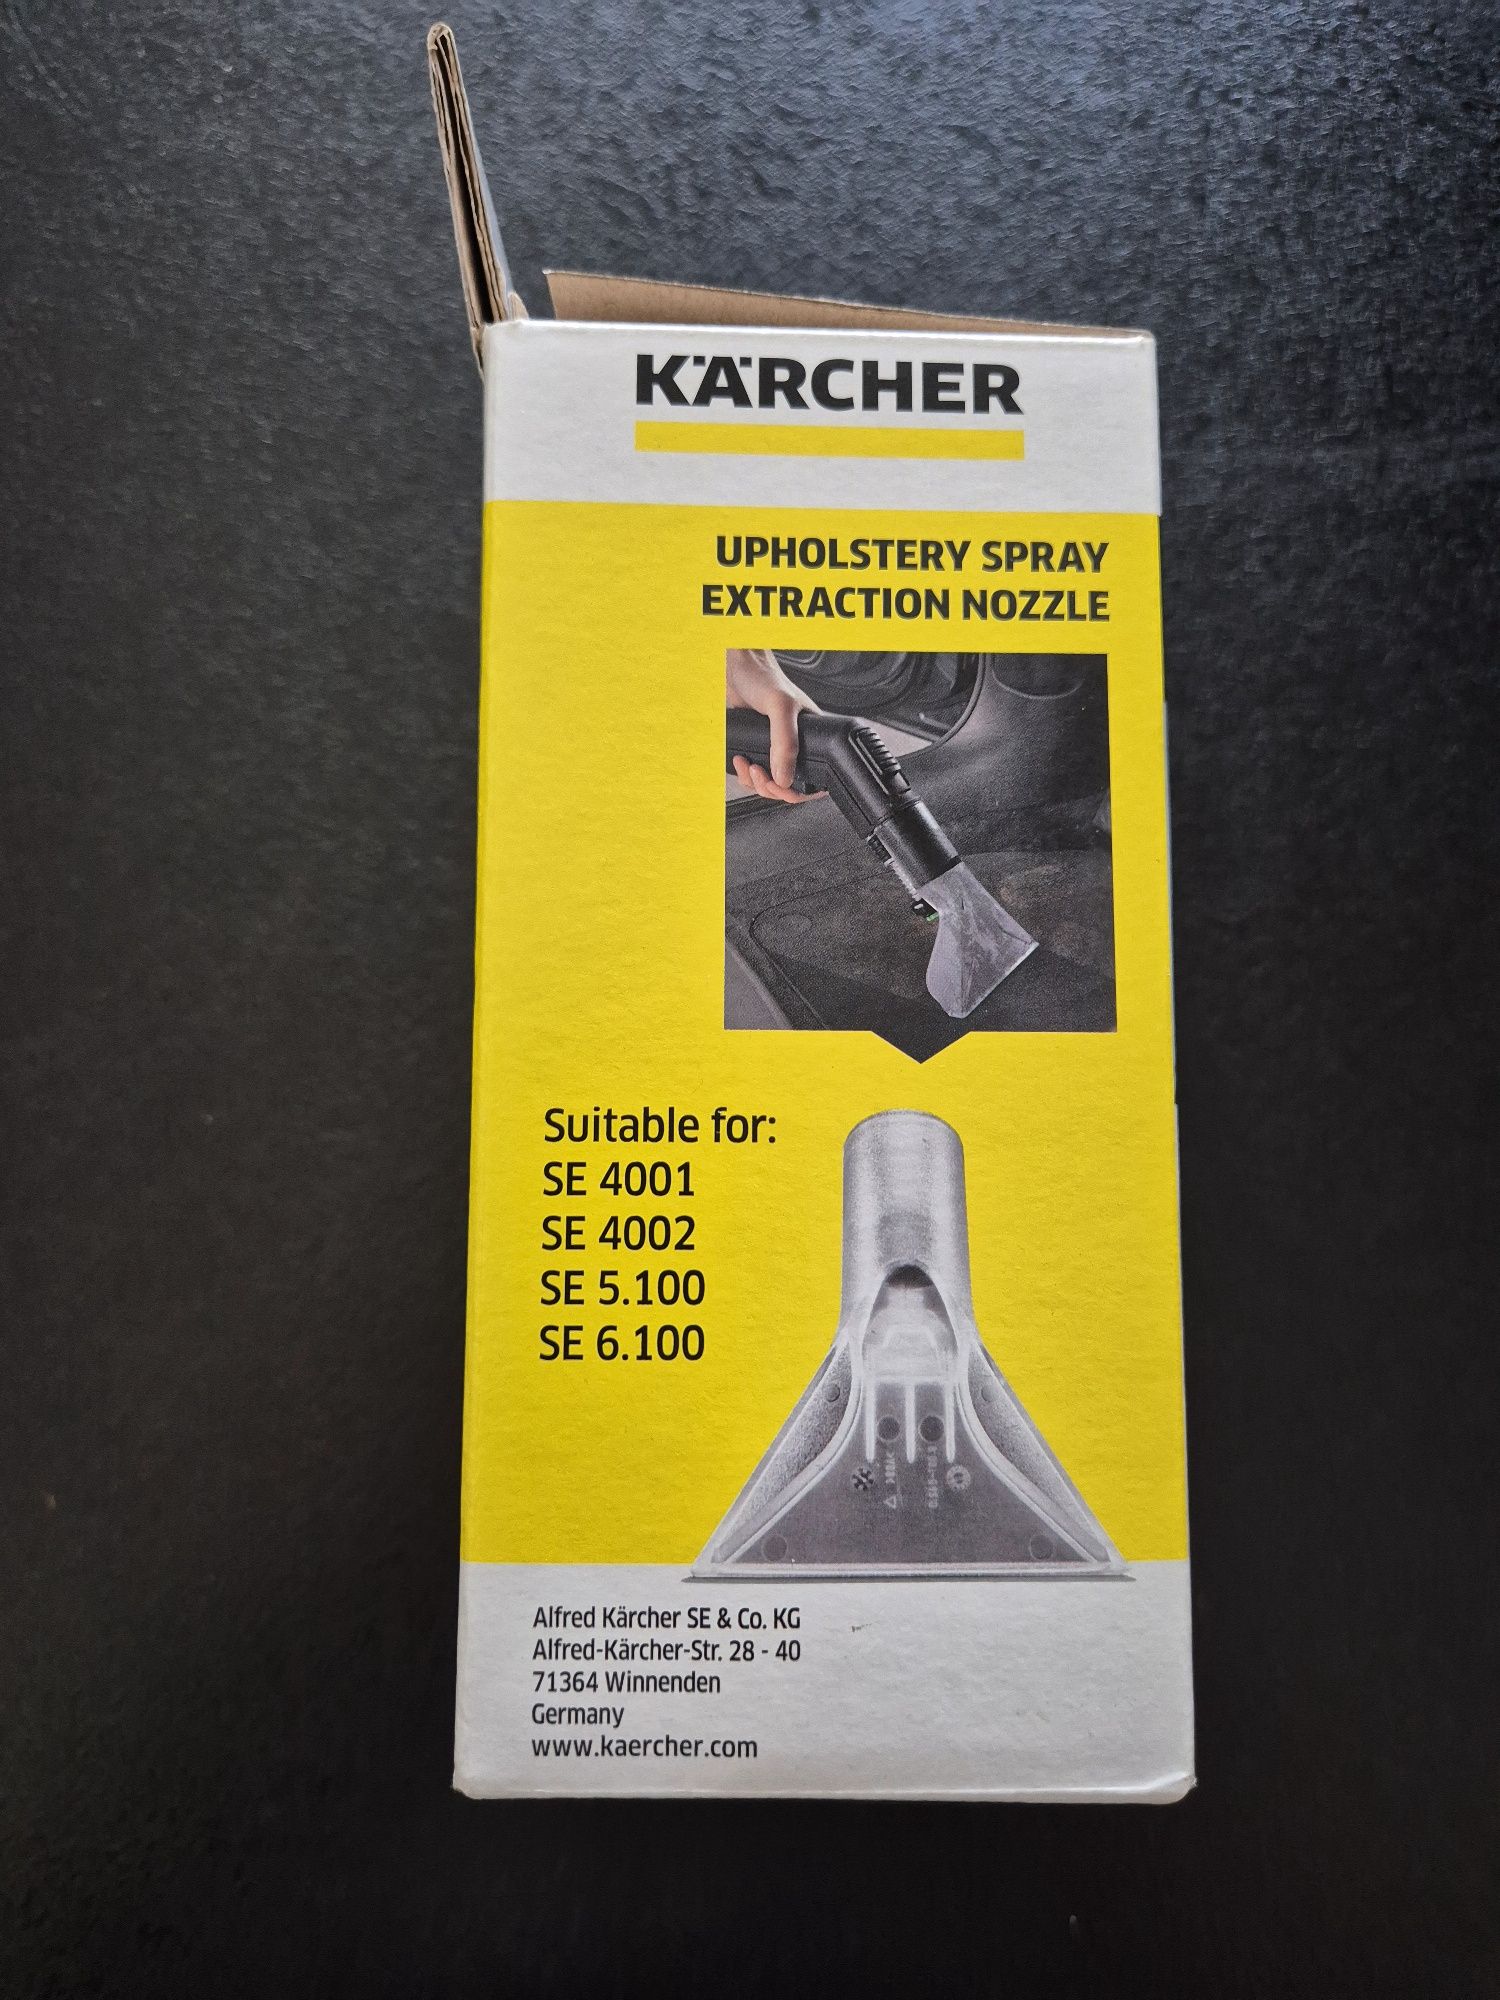 KÄRCHER
UPHOLSTERY SPRAY
EXTRACTION NOZZLE
Suitable for:
SE 4001
SE 4002
SE 5.100
SE 6.100
Alfred Kärcher SE & Co. KG
Alfred-Kärcher-Str. 28 - 40
71364 Winnenden
Germany
www.kaercher.com